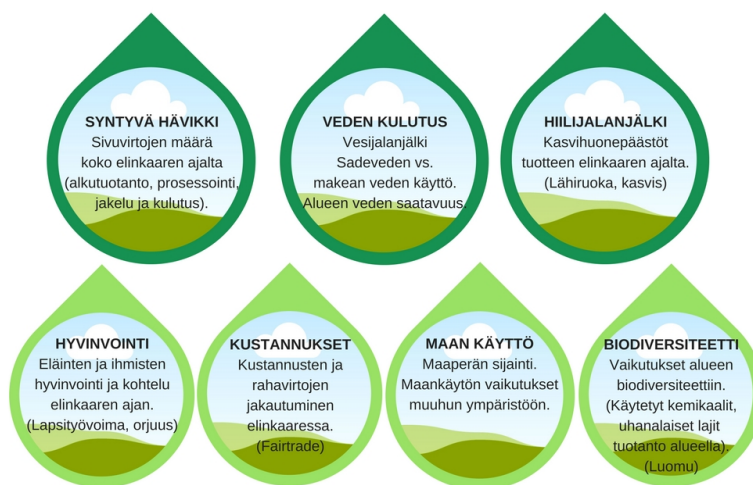 SYNTYVÄ HÄVIKKI
Sivuvirtojen määrä
koko elinkaaren ajalta
(alkutuotanto, prosessointi,
jakelu ja kulutus).
VEDEN KULUTUS
Vesijalanjälki
Sadeveden vs.
makean veden käyttö.
Alueen veden saatavuus.
HIILIJALANJÄLKI
Kasvihuonepäästöt
tuotteen elinkaaren ajalta.
(Lähiruoka, kasvis)
HYVINVOINTI
Eläinten ja ihmisten
hyvinvointi ja kohtelu
elinkaaren ajan.
(Lapsityövoima, orjuus)
KUSTANNUKSET
Kustannusten ja
rahavirtojen
jakautuminen
elinkaaressa.
(Fairtrade)
MAAN KÄYTTÖ
Maaperän sijainti.
Maankäytön vaikutukset
muuhun ympäristöön.
BIODIVERSITEETTI
Vaikutukset alueen
biodiversiteettiin.
(Käytetyt kemikaalit,
uhanalaiset lajit
tuotanto alueella).
(Luomu)